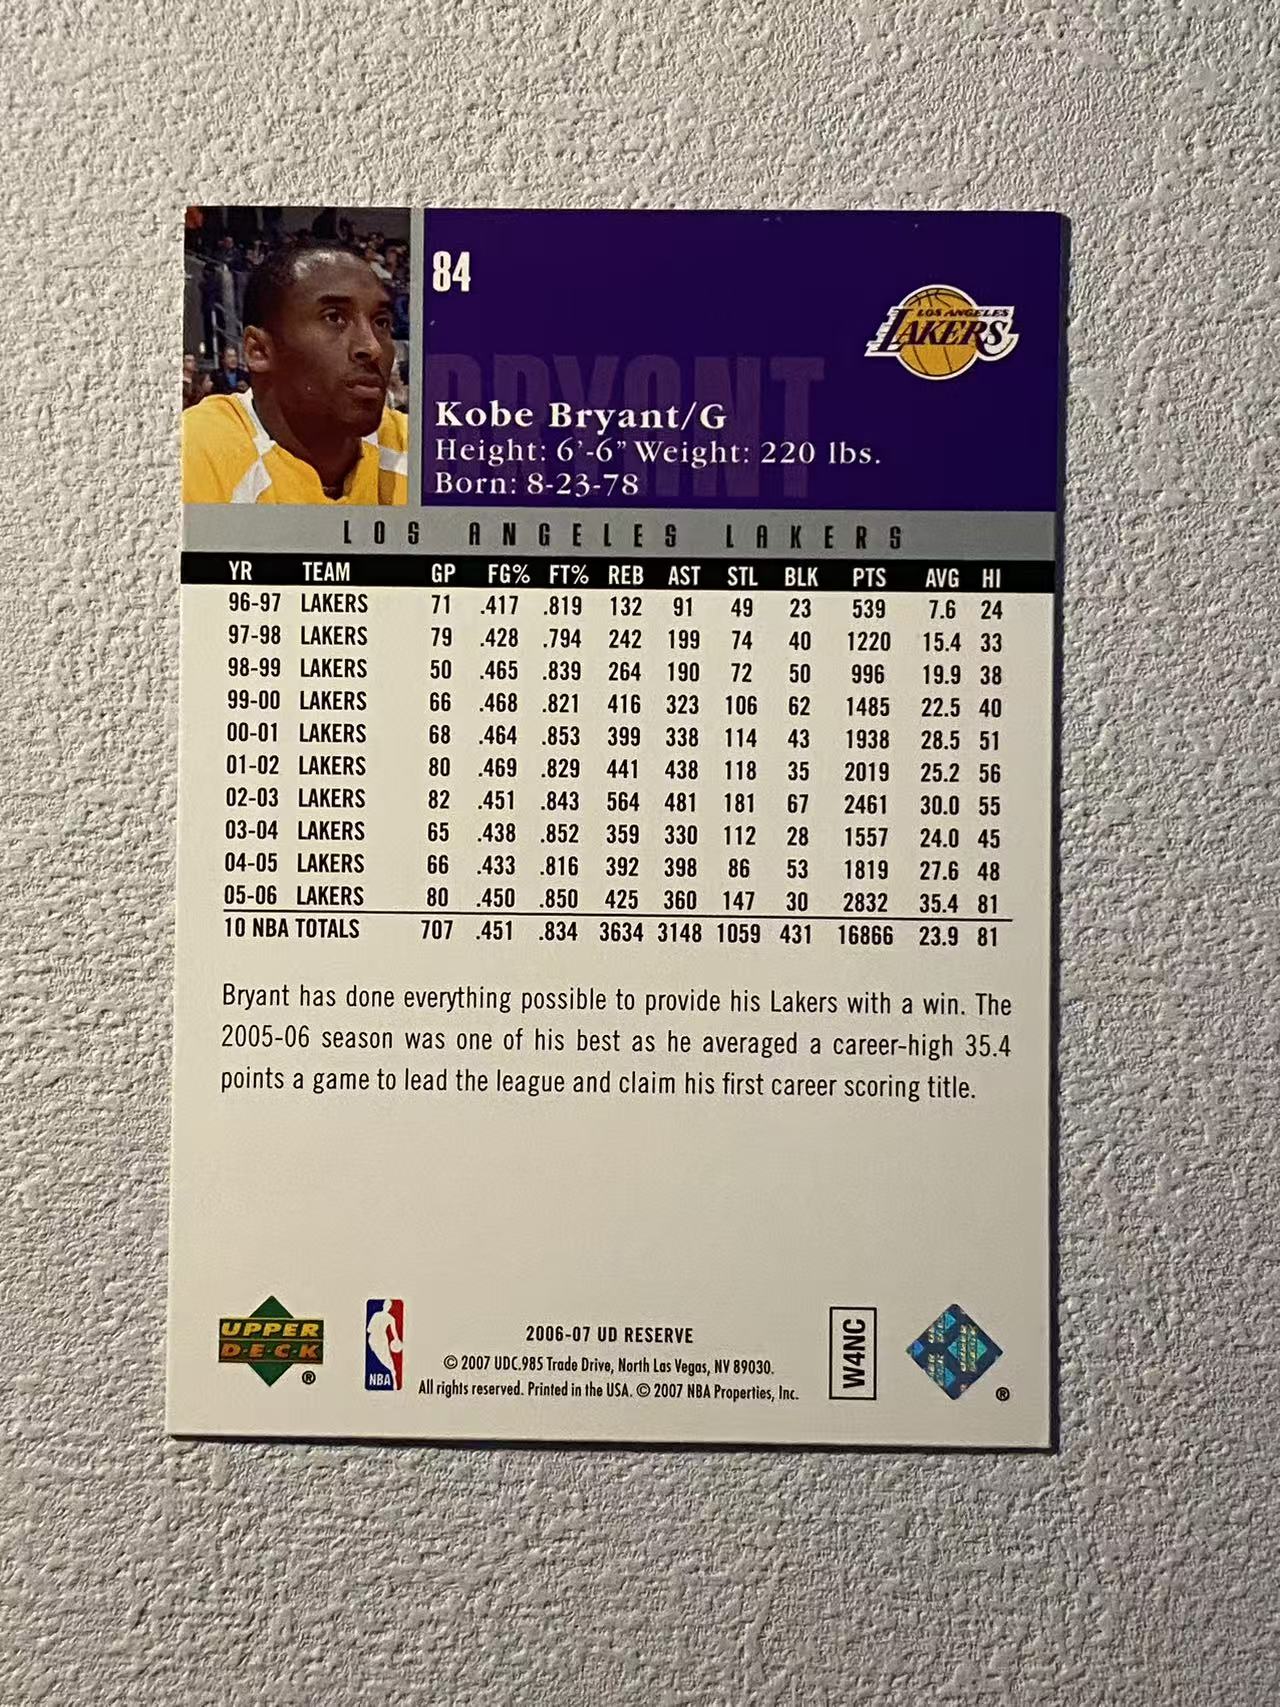 84
LOS ANGELES
LAKERS
BRYANT
Kobe Bryant/G
Height: 6'-6" Weight: 220 lbs.
Born: 8-23-78
LOS ANGELES LAKERS
YR TEAM GP FG% FT% REB AST STL BLK PTS AVG HI
96-97 LAKERS 71 .417 .819 132 91 49 23 539 7.6 24
97-98 LAKERS 79 .428 .794 242 199 74 40 1220 15.4 33
98-99 LAKERS 50 .465 .839 264 190 72 50 996 19.9 38
99-00 LAKERS 66 .468 .821 416 323 106 62 1485 22.5 40
00-01 LAKERS 68 .464 .853 399 338 114 43 1938 28.5 51
01-02 LAKERS 80 .469 .829 441 438 118 35 2019 25.2 56
02-03 LAKERS 82 .451 .843 564 481 181 67 2461 30.0 55
03-04 LAKERS 65 .438 .852 359 330 112 28 1557 24.0 45
04-05 LAKERS 66 .433 .816 392 398 86 53 1819 27.6 48
05-06 LAKERS 80 .450 .850 425 360 147 30 2832 35.4 81
10 NBA TOTALS 707 .451 .834 3634 3148 1059 431 16866 23.9 81
Bryant has done everything possible to provide his Lakers with a win. The
2005-06 season was one of his best as he averaged a career-high 35.4
points a game to lead the league and claim his first career scoring title.
UPPER
D·E·C·K
®
NBA
2006-07 UD RESERVE
© 2007 UDC. 985 Trade Drive, North Las Vegas, NV 89030.
All rights reserved. Printed in the USA. © 2007 NBA Properties, Inc.
W4NC
®